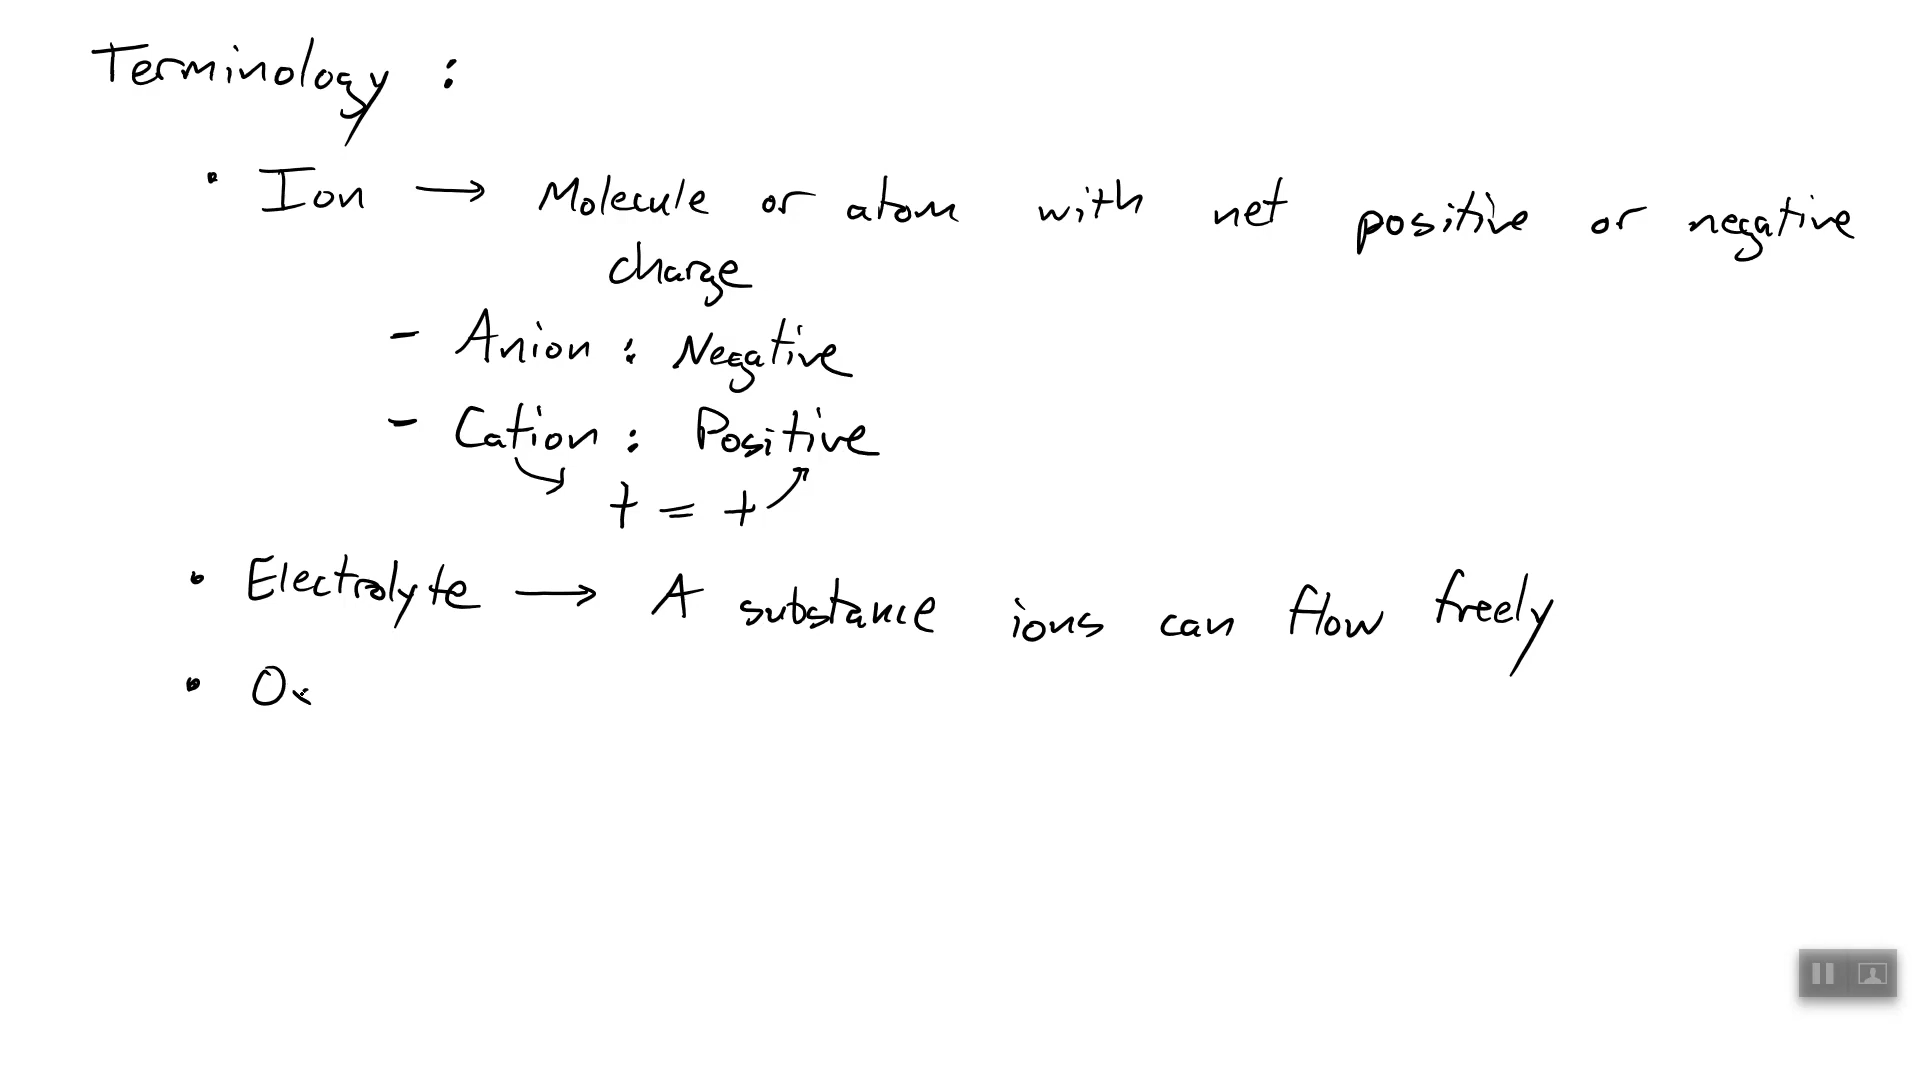 Terminology :
• Ion → Molecule or atom with net positive or negative
charge
- Anion : Negative
- Cation : Positive
t = +
• Electrolyte → A substance ions can flow freely
• Ox